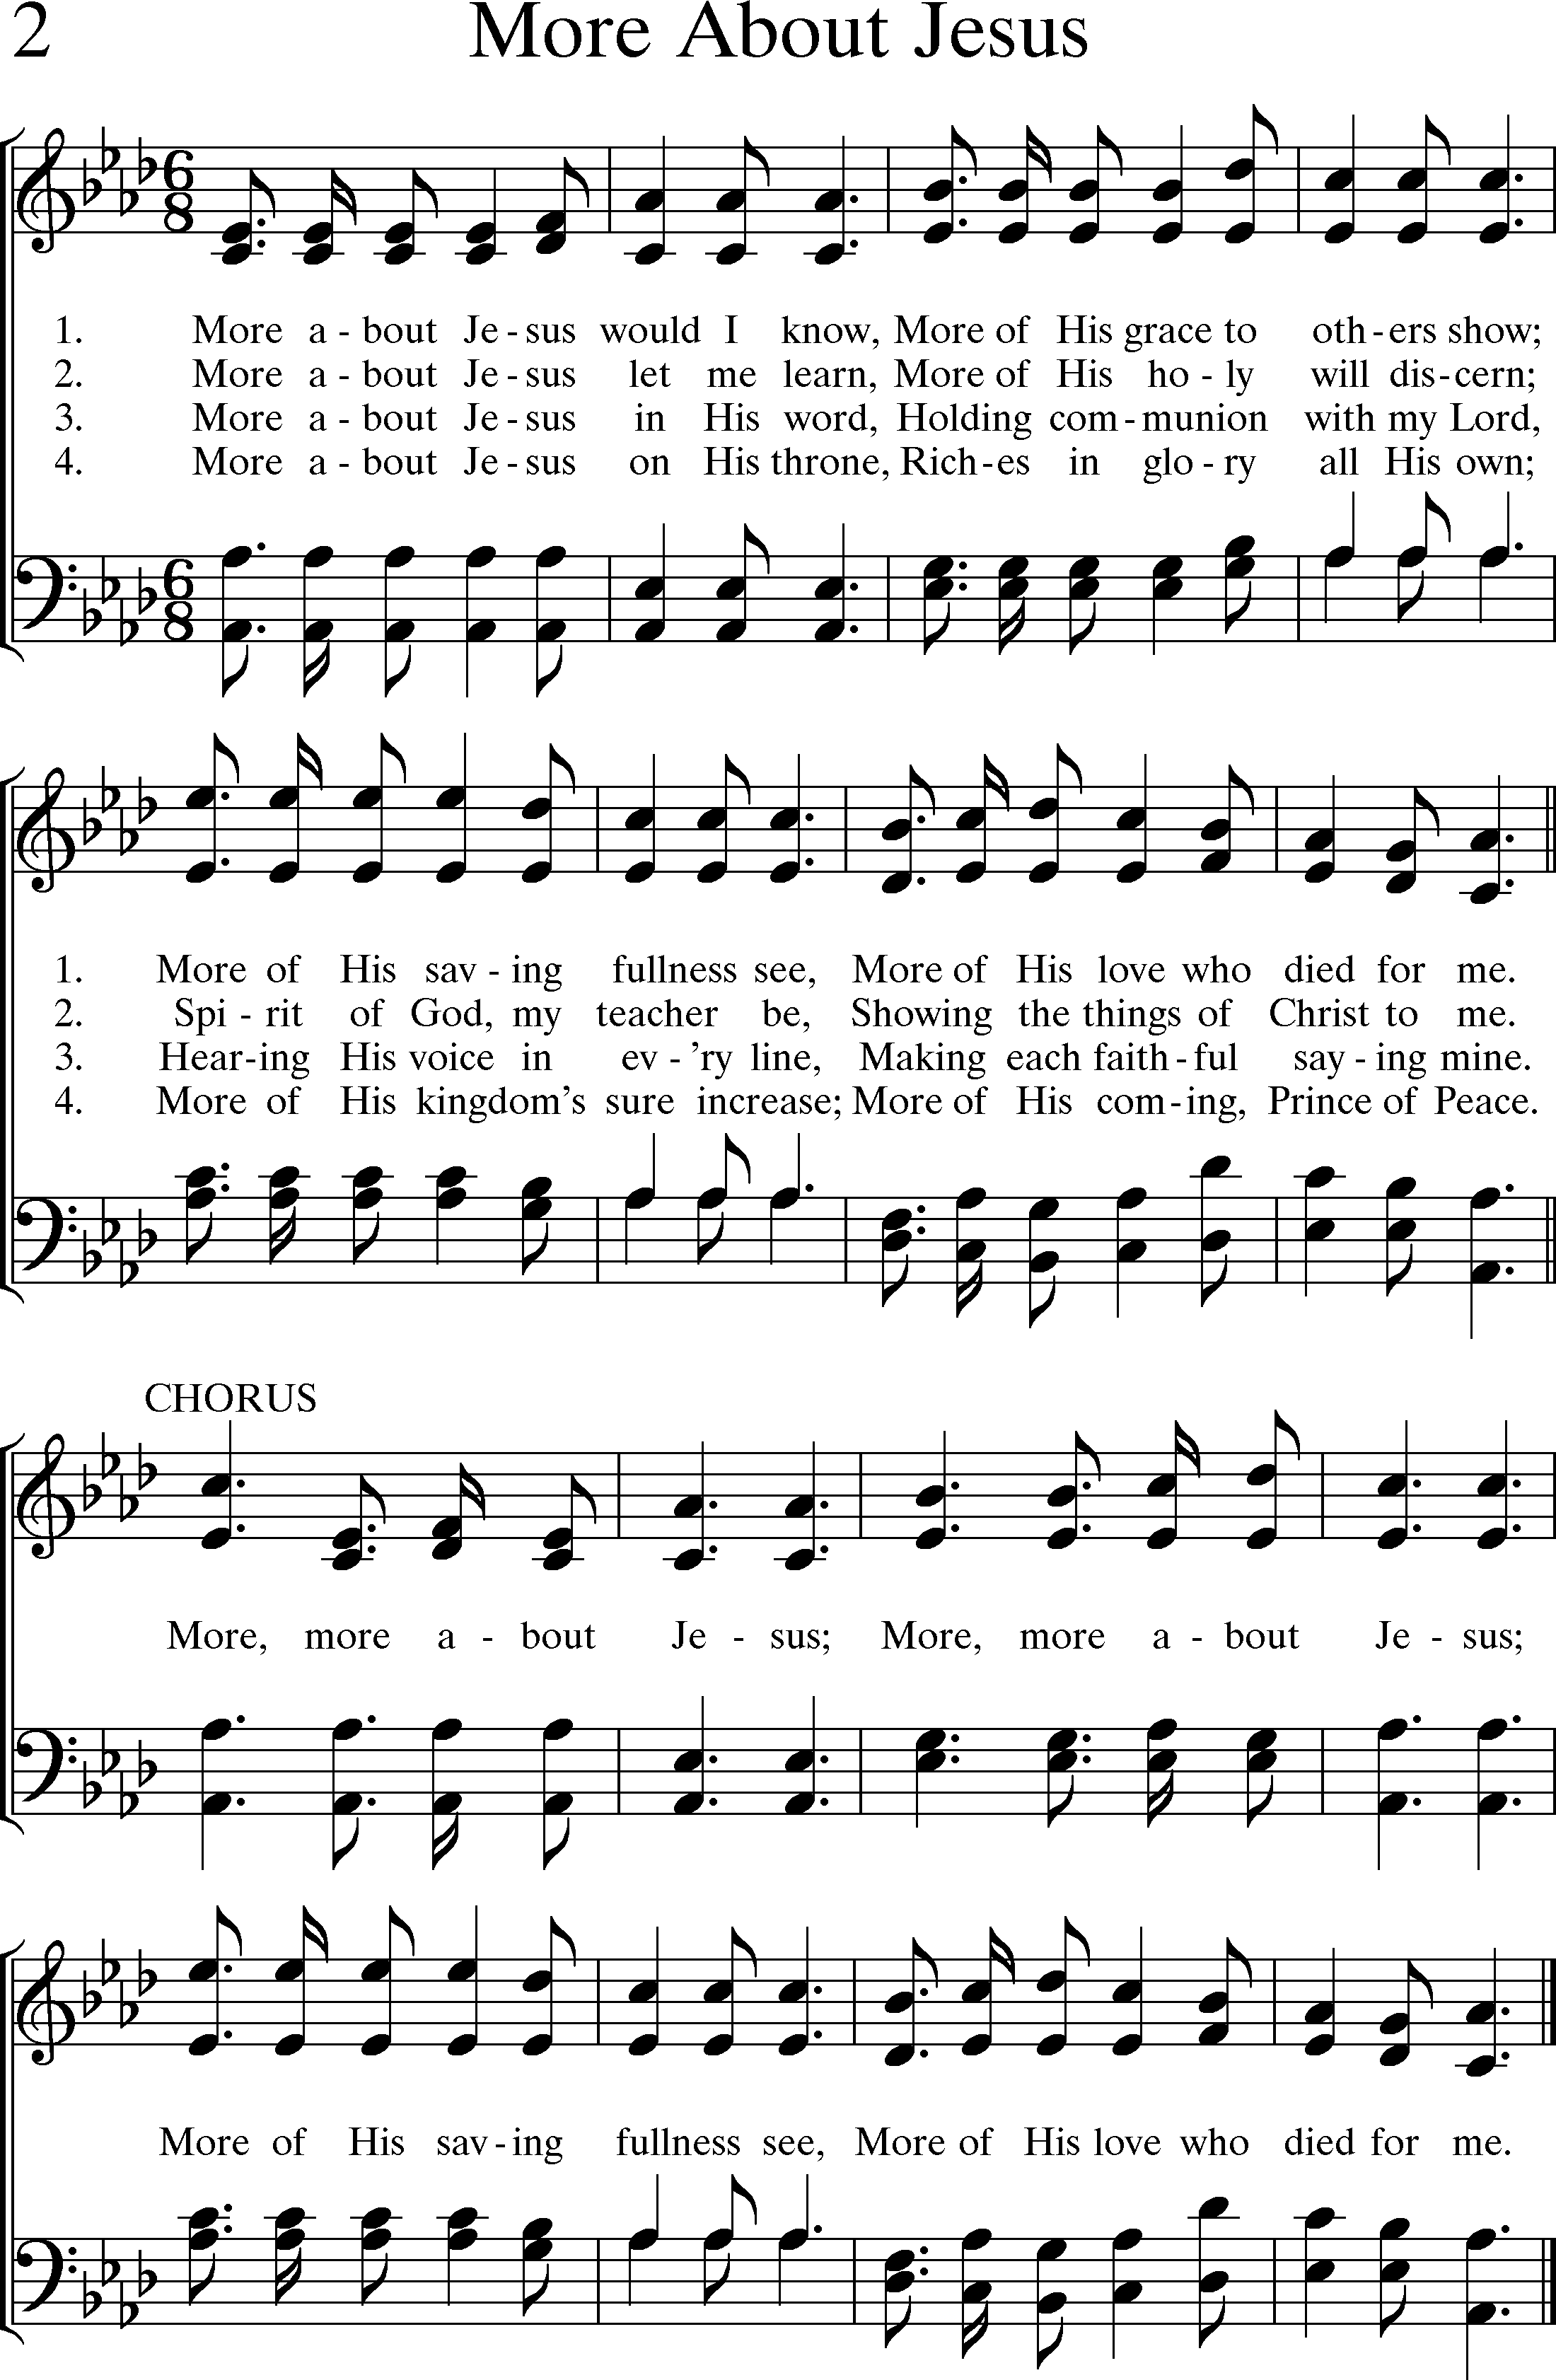 2 More About Jesus
1. More a - bout Je - sus would I know, More of His grace to oth - ers show;
2. More a - bout Je - sus let me learn, More of His ho - ly will dis - cern;
3. More a - bout Je - sus in His word, Holding com - munion with my Lord,
4. More a - bout Je - sus on His throne, Rich - es in glo - ry all His own;
1. More of His sav - ing fullness see, More of His love who died for me.
2. Spi - rit of God, my teacher be, Showing the things of Christ to me.
3. Hear - ing His voice in ev - 'ry line, Making each faith - ful say - ing mine.
4. More of His kingdom's sure increase; More of His com - ing, Prince of Peace.
CHORUS
More, more a - bout Je - sus; More, more a - bout Je - sus;
More of His sav - ing fullness see, More of His love who died for me.